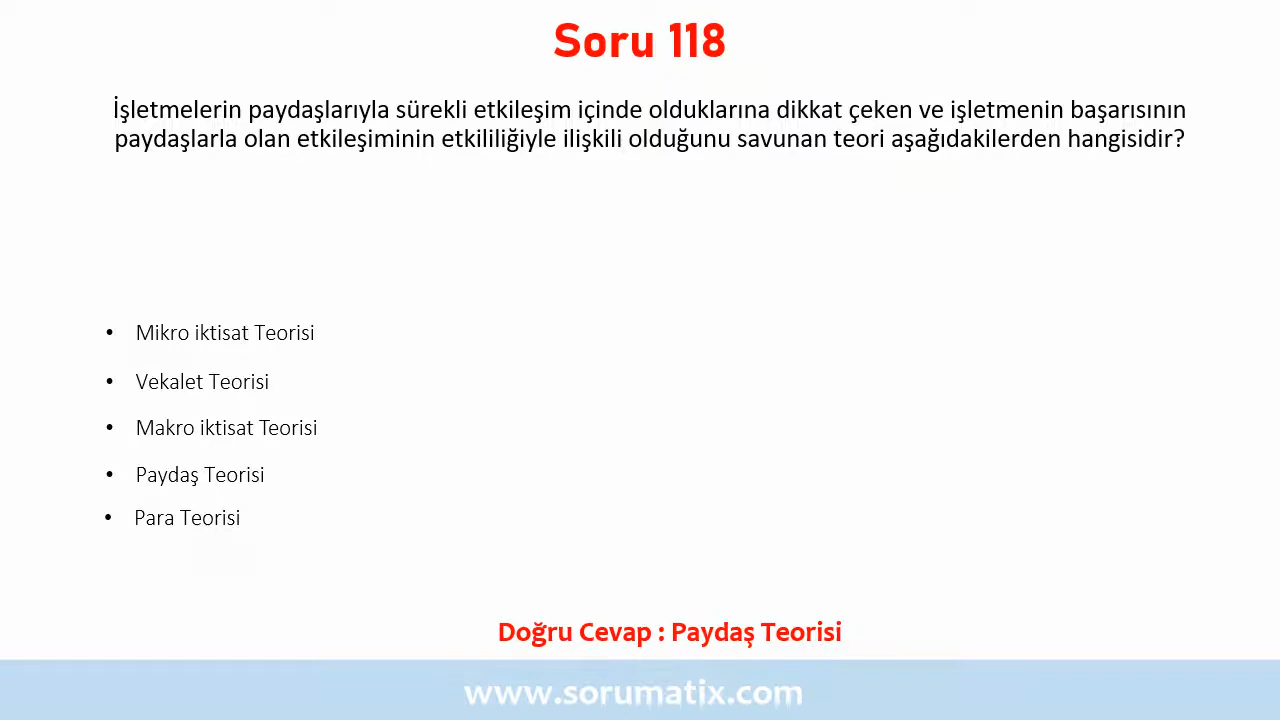 Soru 118
İşletmelerin paydaşlarıyla sürekli etkileşim içinde olduklarına dikkat çeken ve işletmenin başarısının
paydaşlarla olan etkileşiminin etkililiğiyle ilişkili olduğunu savunan teori aşağıdakilerden hangisidir?
• Mikro iktisat Teorisi
• Vekalet Teorisi
• Makro iktisat Teorisi
• Paydaş Teorisi
• Para Teorisi
Doğru Cevap : Paydaş Teorisi
www.sorumatix.com